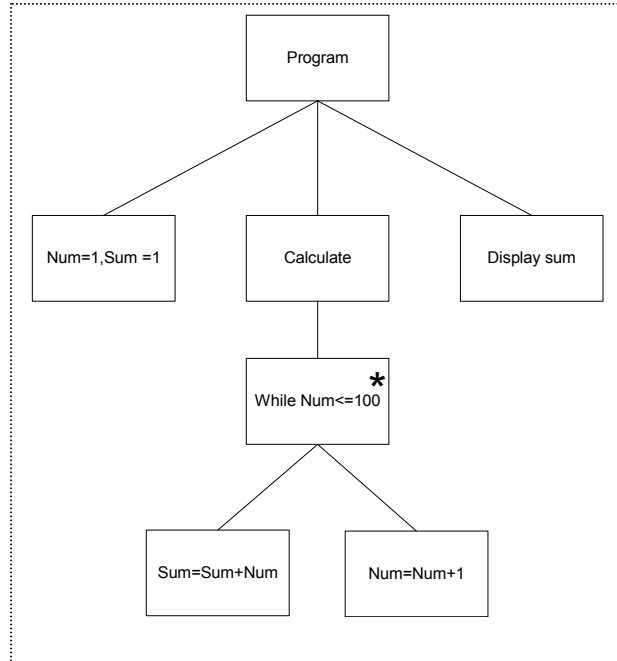 Program
Num=1,Sum =1
Calculate
Display sum
While Num<=100
*
Sum=Sum+Num
Num=Num+1